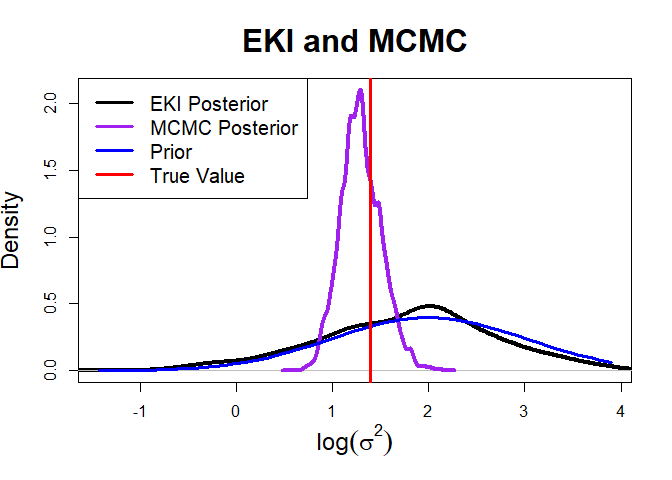 EKI and MCMC
EKI Posterior
MCMC Posterior
Prior
True Value
Density
2.0
1.5
1.0
0.5
0.0
-1 0 1 2 3 4
log(σ²)